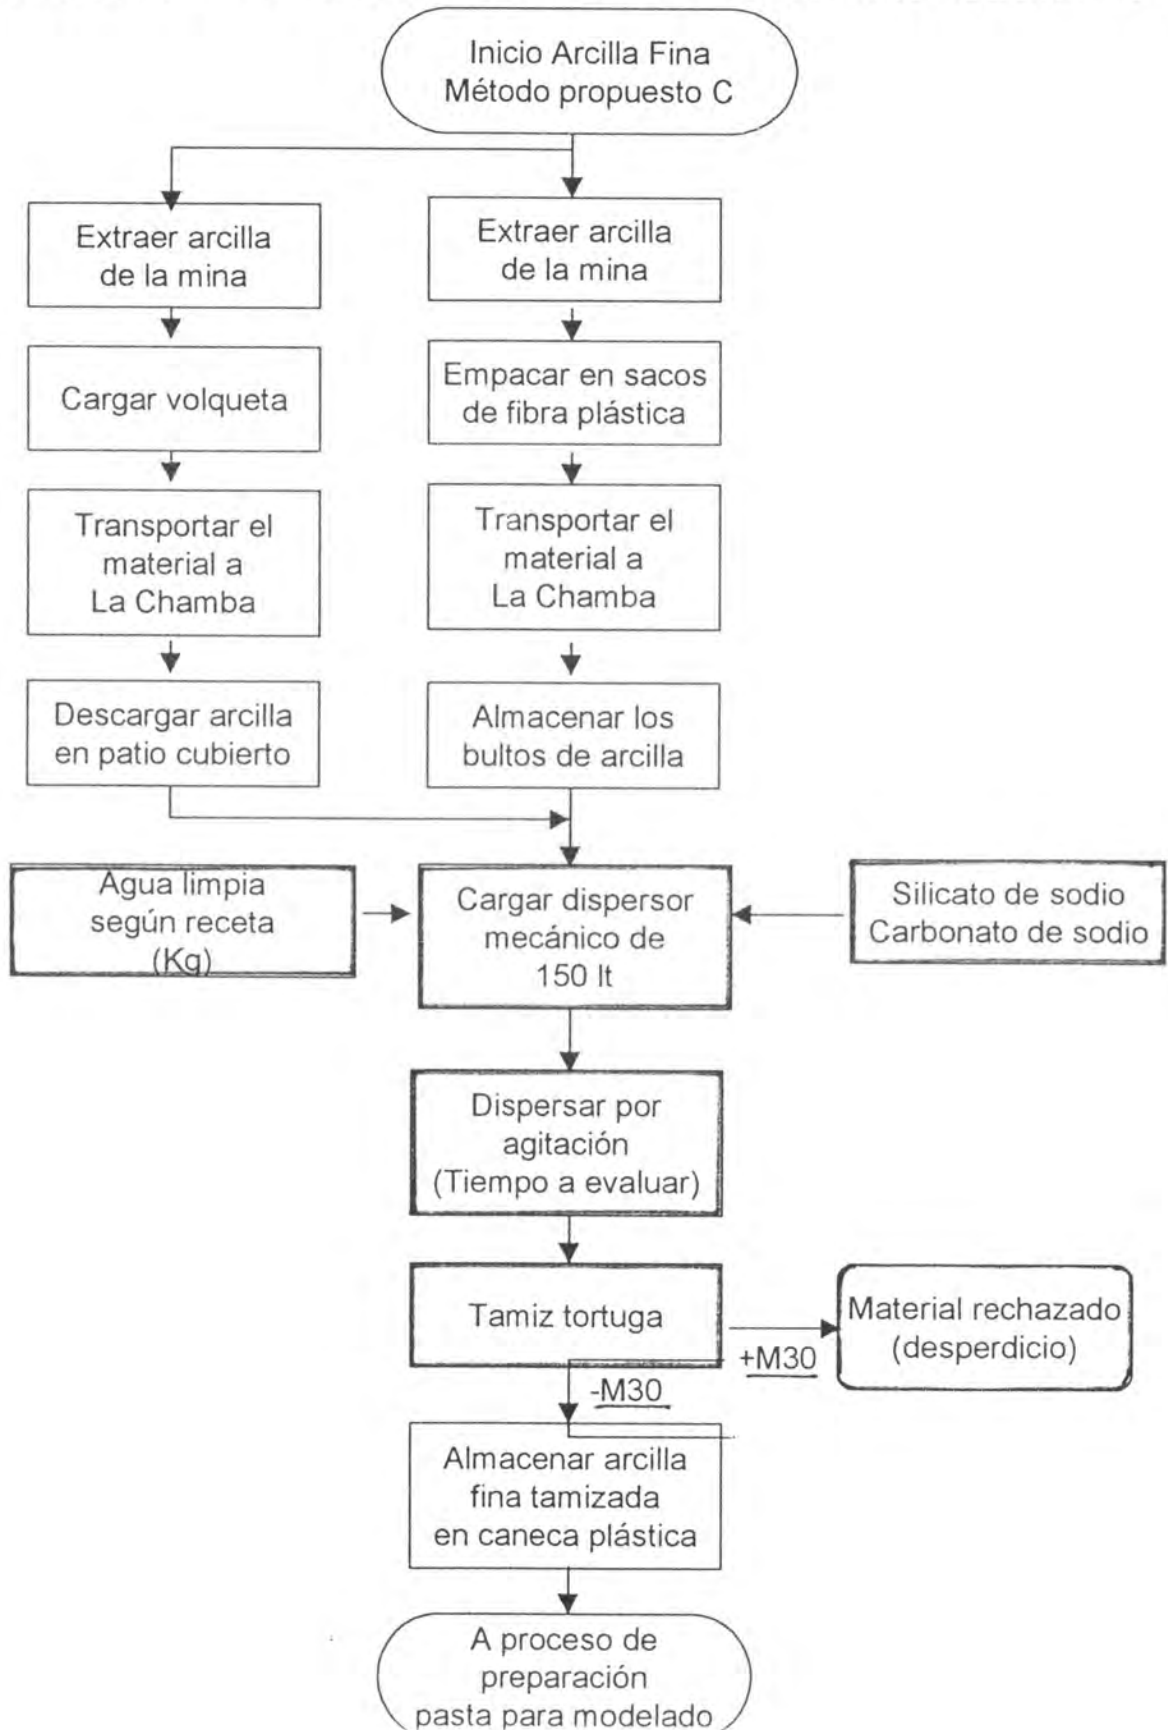 Inicio Arcilla Fina
Método propuesto C
Extraer arcilla
de la mina
Cargar volqueta
Transportar el
material a
La Chamba
Descargar arcilla
en patio cubierto
Extraer arcilla
de la mina
Empacar en sacos
de fibra plástica
Transportar el
material a
La Chamba
Almacenar los
bultos de arcilla
Agua limpia
según receta
(Kg)
Cargar dispersor
mecánico de
150 lt
Silicato de sodio
Carbonato de sodio
Dispersar por
agitación
(Tiempo a evaluar)
Tamiz tortuga
Material rechazado
(desperdicio)
+M30
-M30
Almacenar arcilla
fina tamizada
en caneca plástica
A proceso de
preparación
pasta para modelado